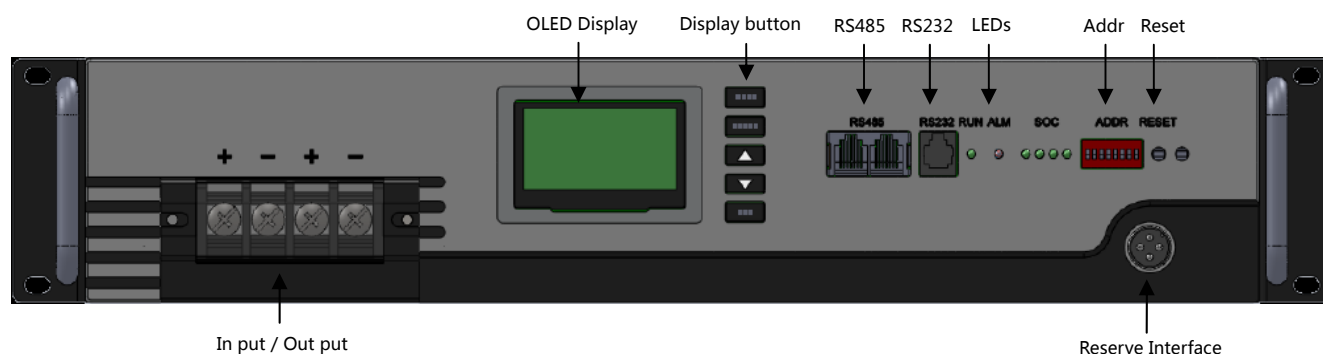 OLED Display Display button RS485 RS232 LEDs Addr Reset
RS485 RS232 RUN ALM SOC ADDR RESET
+ − + −
In put / Out put
Reserve Interface